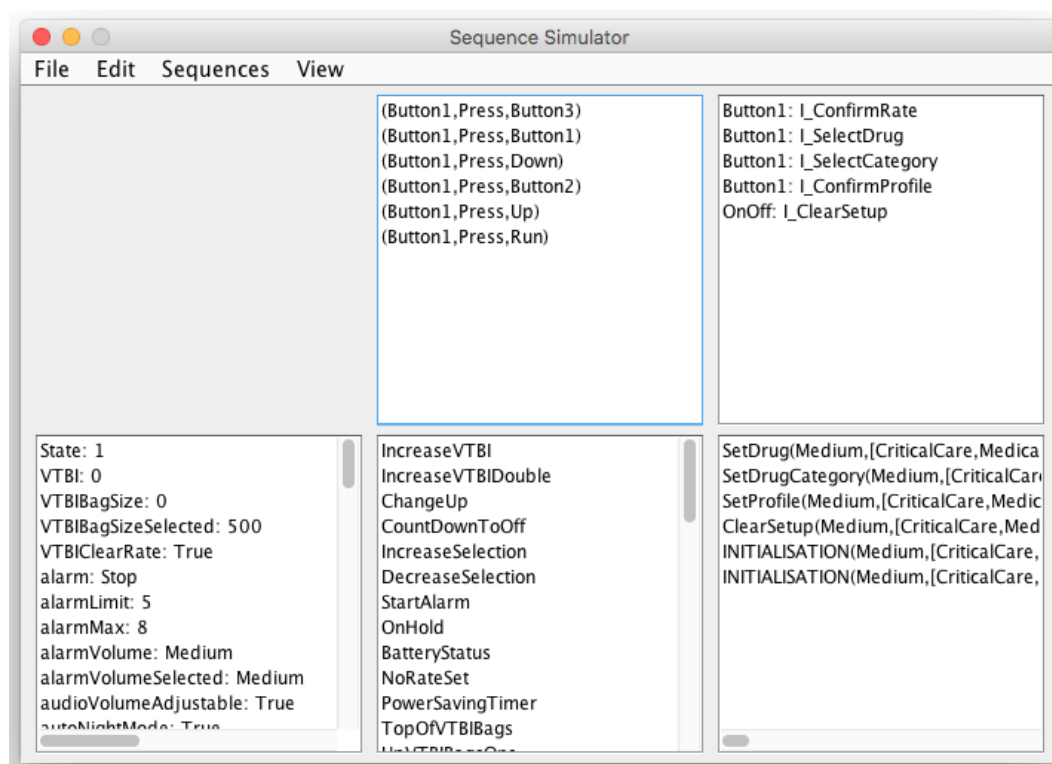 Sequence Simulator
File Edit Sequences View
(Button1,Press,Button3)
(Button1,Press,Button1)
(Button1,Press,Down)
(Button1,Press,Button2)
(Button1,Press,Up)
(Button1,Press,Run)
Button1: I_ConfirmRate
Button1: I_SelectDrug
Button1: I_SelectCategory
Button1: I_ConfirmProfile
OnOff: I_ClearSetup
State: 1
VTBI: 0
VTBIBagSize: 0
VTBIBagSizeSelected: 500
VTBIClearRate: True
alarm: Stop
alarmLimit: 5
alarmMax: 8
alarmVolume: Medium
alarmVolumeSelected: Medium
audioVolumeAdjustable: True
autoNightMode: True
IncreaseVTBI
IncreaseVTBIDouble
ChangeUp
CountDownToOff
IncreaseSelection
DecreaseSelection
StartAlarm
OnHold
BatteryStatus
NoRateSet
PowerSavingTimer
TopOfVTBIBags
UpVTBIBagsOne
SetDrug(Medium,[CriticalCare,Medica
SetDrugCategory(Medium,[CriticalCar
SetProfile(Medium,[CriticalCare,Medic
ClearSetup(Medium,[CriticalCare,Med
INITIALISATION(Medium,[CriticalCare,
INITIALISATION(Medium,[CriticalCare,